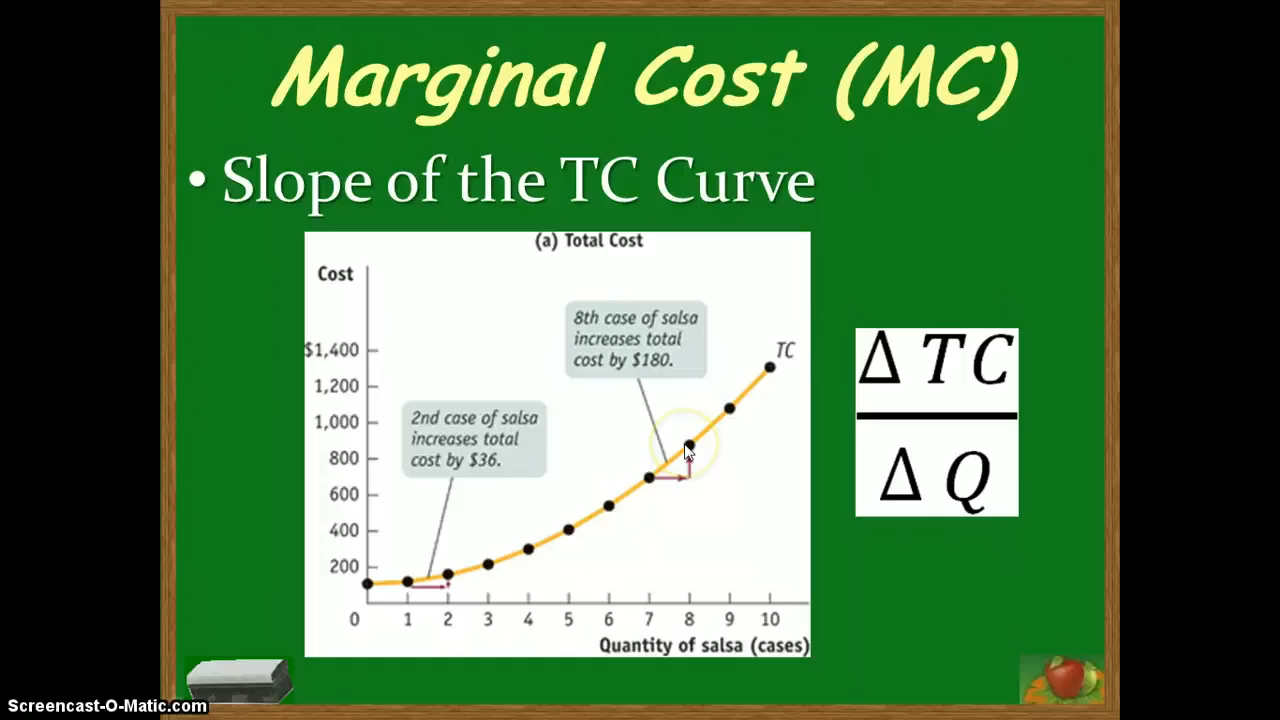 Marginal Cost (MC)
• Slope of the TC Curve
(a) Total Cost
Cost
8th case of salsa
increases total
cost by $180.
TC
$1,400
1,200
1,000
800
600
400
200
2nd case of salsa
increases total
cost by $36.
0 1 2 3 4 5 6 7 8 9 10
Quantity of salsa (cases)
Δ TC
Δ Q
Screencast-O-Matic.com